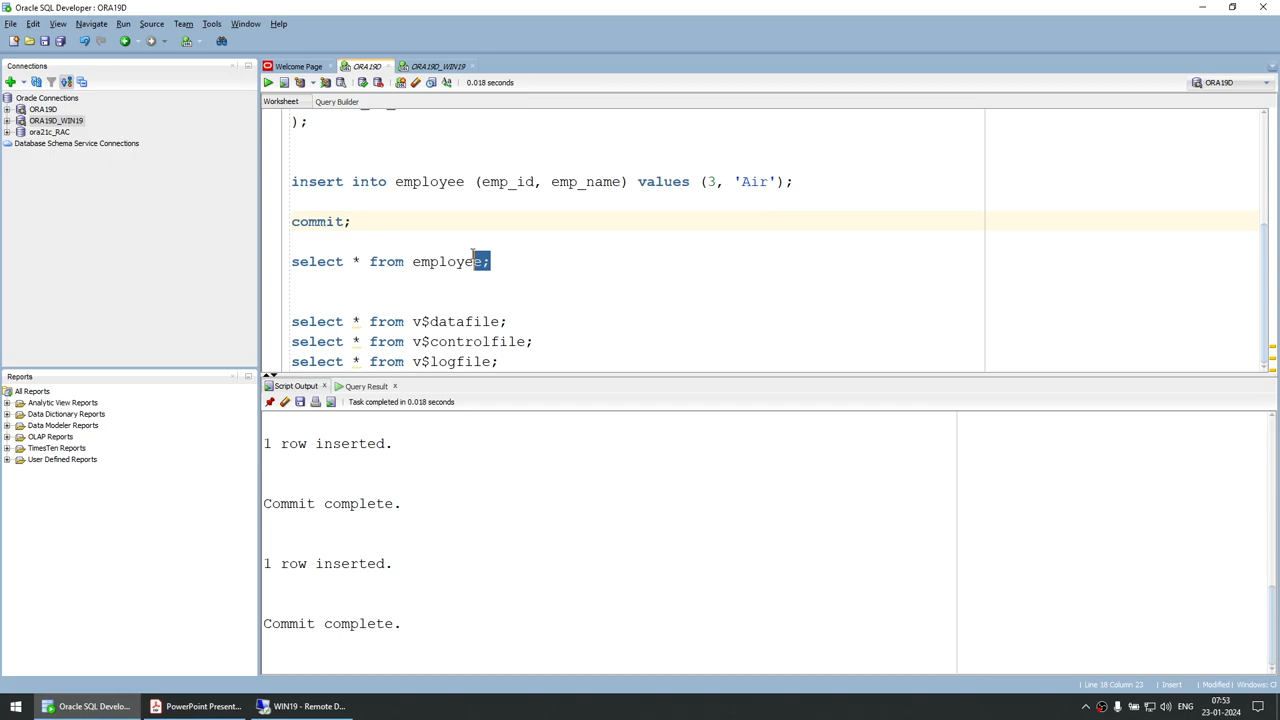 Oracle SQL Developer : ORA19D
File Edit View Navigate Run Source Team Tools Window Help
Connections
Oracle Connections
ORA19D
ORA19D_WIN19
ora21c_RAC
Database Schema Service Connections
Reports
All Reports
Analytic View Reports
Data Dictionary Reports
Data Modeler Reports
OLAP Reports
TimesTen Reports
User Defined Reports
Welcome Page ORA19D ORA19D_WIN19
0.018 seconds ORA19D
Worksheet Query Builder
);
insert into employee (emp_id, emp_name) values (3, 'Air');
commit;
select * from employee;
select * from v$datafile;
select * from v$controlfile;
select * from v$logfile;
Script Output Query Result
Task completed in 0.018 seconds
1 row inserted.
Commit complete.
1 row inserted.
Commit complete.
Line 18 Column 23 Insert Modified Windows: Cl
Oracle SQL Develo... PowerPoint Present... WIN19 - Remote D... ENG 07:53
23-01-2024